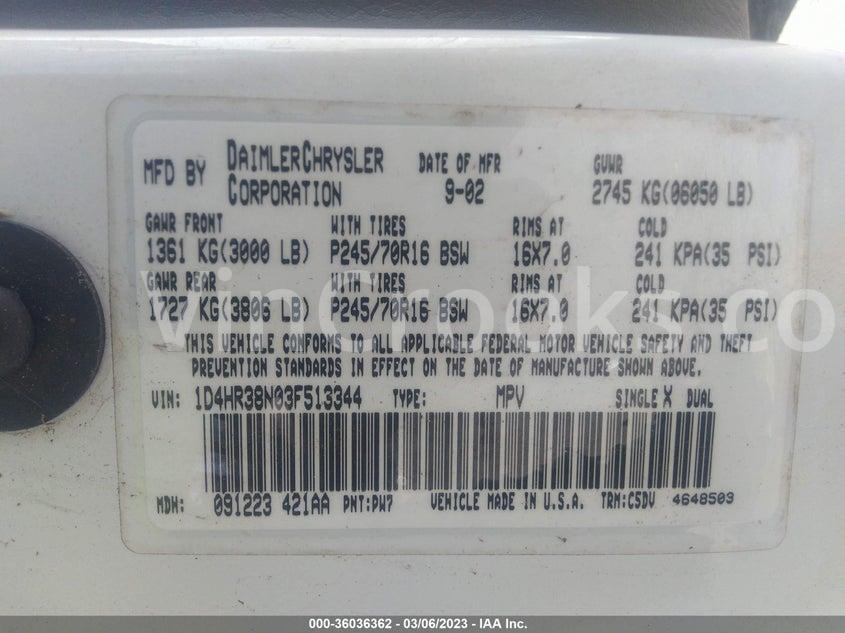 MFD BY DAIMLERCHRYSLER CORPORATION DATE OF MFR 9-02 GVWR 2745 KG(06050 LB)
GAWR FRONT WITH TIRES RIMS AT COLD
1361 KG(3000 LB) P245/70R16 BSW 16X7.0 241 KPA(35 PSI)
GAWR REAR WITH TIRES RIMS AT COLD
1727 KG(3806 LB) P245/70R16 BSW 16X7.0 241 KPA(35 PSI)
THIS VEHICLE CONFORMS TO ALL APPLICABLE FEDERAL MOTOR VEHICLE SAFETY AND THEFT
PREVENTION STANDARDS IN EFFECT ON THE DATE OF MANUFACTURE SHOWN ABOVE.
VIN: 1D4HR38N03F513344 TYPE: MPV SINGLE X DUAL
MDH: 091223 421AA PNT:PW7 VEHICLE MADE IN U.S.A. TRM:C5DV 4648503
VinCrooks.co
000-36036362 - 03/06/2023 - IAA Inc.